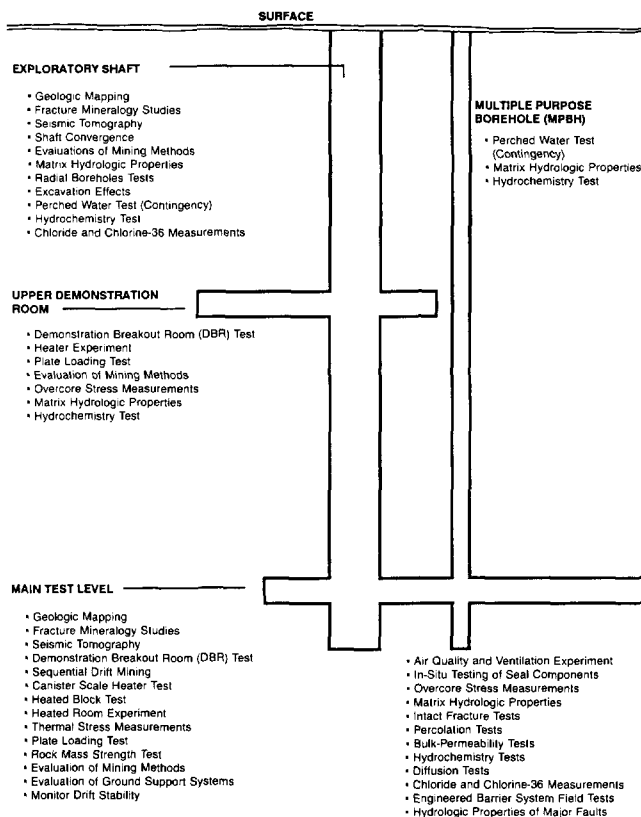 SURFACE
EXPLORATORY SHAFT
• Geologic Mapping
• Fracture Mineralogy Studies
• Seismic Tomography
• Shaft Convergence
• Evaluations of Mining Methods
• Matrix Hydrologic Properties
• Radial Boreholes Tests
• Excavation Effects
• Perched Water Test (Contingency)
• Hydrochemistry Test
• Chloride and Chlorine-36 Measurements
MULTIPLE PURPOSE
BOREHOLE (MPBH)
• Perched Water Test
(Contingency)
• Matrix Hydrologic Properties
• Hydrochemistry Test
UPPER DEMONSTRATION
ROOM
• Demonstration Breakout Room (DBR) Test
• Heater Experiment
• Plate Loading Test
• Evaluation of Mining Methods
• Overcore Stress Measurements
• Matrix Hydrologic Properties
• Hydrochemistry Test
MAIN TEST LEVEL
• Geologic Mapping
• Fracture Mineralogy Studies
• Seismic Tomography
• Demonstration Breakout Room (DBR) Test
• Sequential Drift Mining
• Canister Scale Heater Test
• Heated Block Test
• Heated Room Experiment
• Thermal Stress Measurements
• Plate Loading Test
• Rock Mass Strength Test
• Evaluation of Mining Methods
• Evaluation of Ground Support Systems
• Monitor Drift Stability
• Air Quality and Ventilation Experiment
• In-Situ Testing of Seal Components
• Overcore Stress Measurements
• Matrix Hydrologic Properties
• Intact Fracture Tests
• Percolation Tests
• Bulk-Permeability Tests
• Hydrochemistry Tests
• Diffusion Tests
• Chloride and Chlorine-36 Measurements
• Engineered Barrier System Field Tests
• Hydrologic Properties of Major Faults